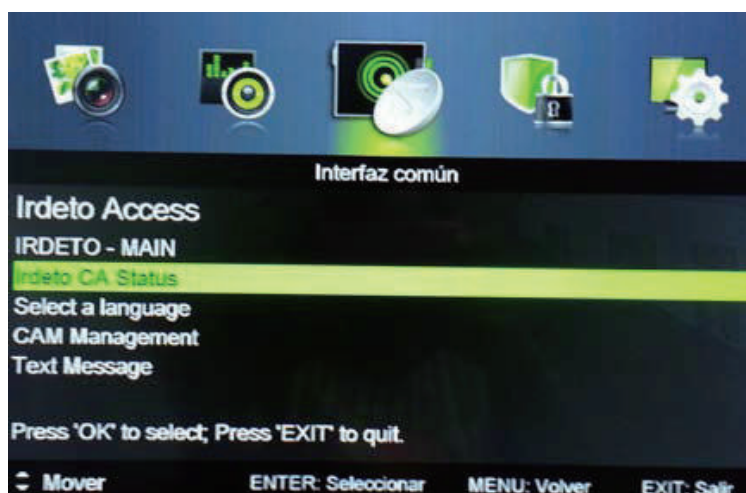 Interfaz común
Irdeto Access
IRDETO - MAIN
Irdeto CA Status
Select a language
CAM Management
Text Message
Press 'OK' to select; Press 'EXIT' to quit.
Mover ENTER: Seleccionar MENU: Volver EXIT: Salir